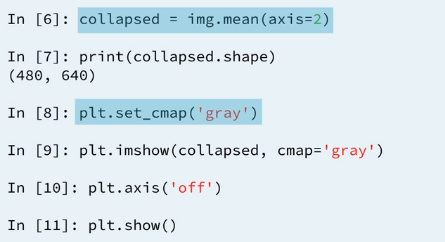 In [6]: collapsed = img.mean(axis=2)
In [7]: print(collapsed.shape)
(480, 640)
In [8]: plt.set_cmap('gray')
In [9]: plt.imshow(collapsed, cmap='gray')
In [10]: plt.axis('off')
In [11]: plt.show()